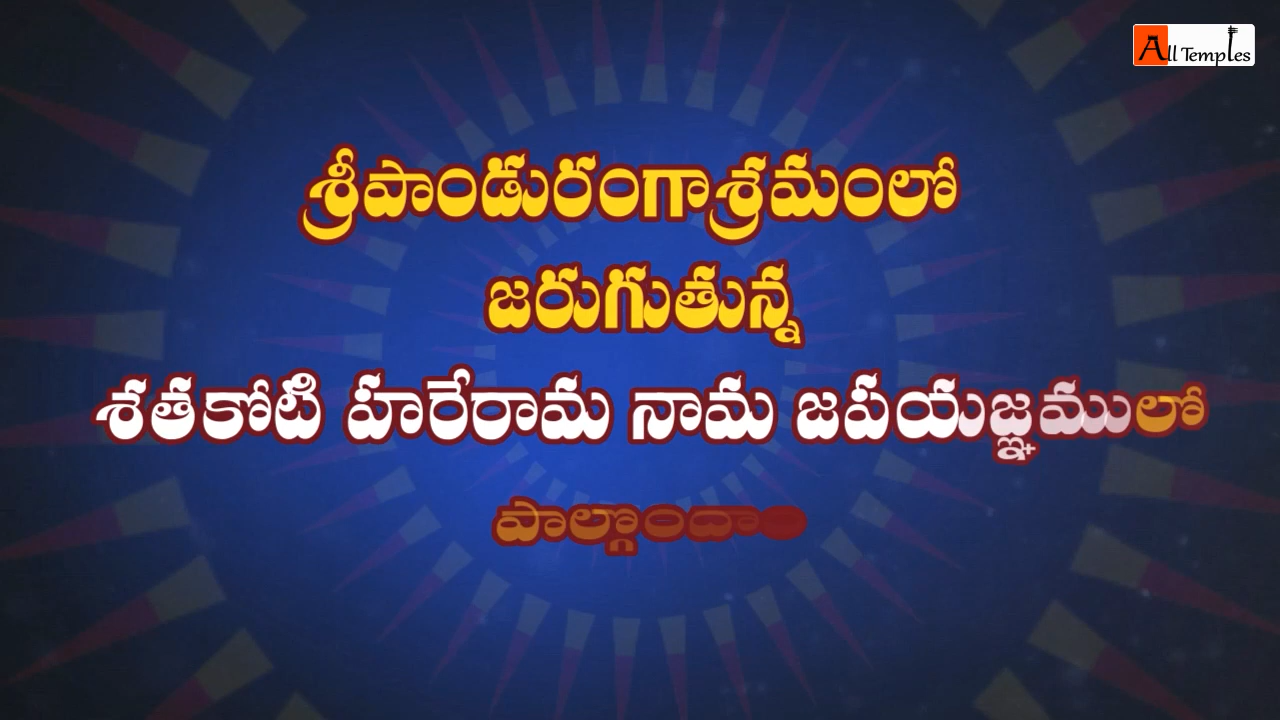 All Temples
శ్రీపాండురంగాశ్రమంలో
జరుగుతున్న
శతకోటి హరేరామ నామ జపయజ్ఞములో
పాల్గొందాం